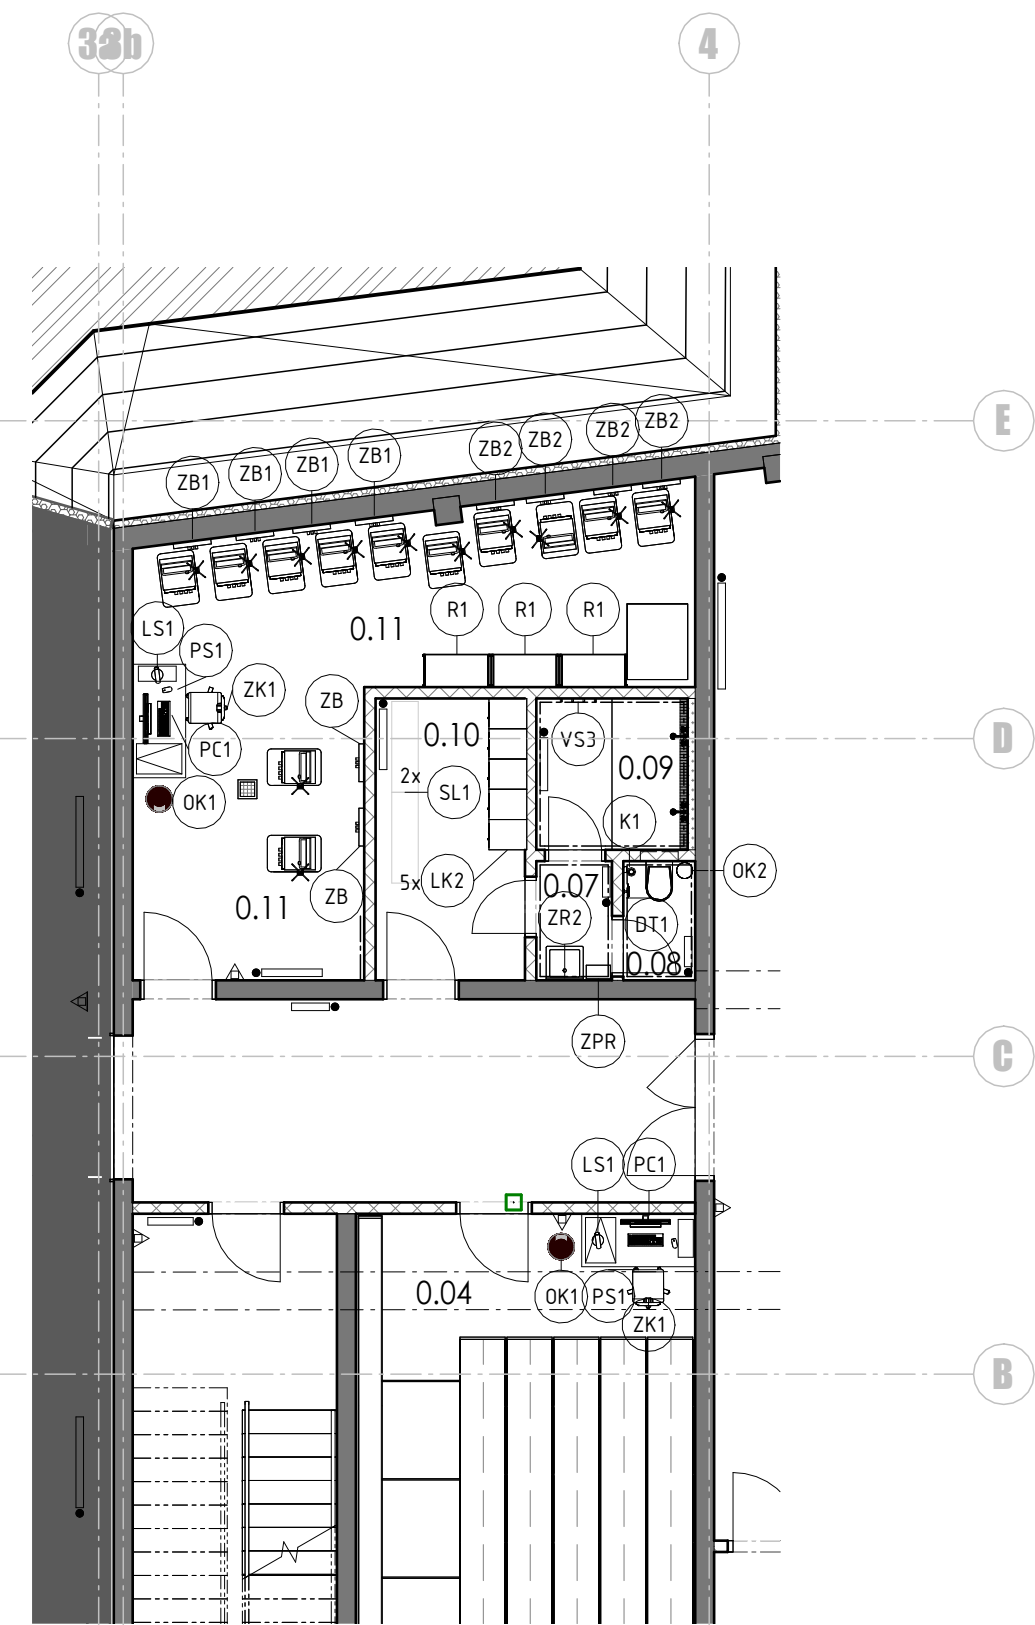 4
E
ZB2
ZB2
ZB2
ZB2
ZB1
ZB1
ZB1
ZB1
R1
R1
R1
LS1
0.11
PS1
ZK1
ZB
0.10
VS3
D
PC1
0.09
2x
SL1
OK1
K1
OK2
5x
LK2
0.07
ZB
0.11
ZR2
DT1
0.08
ZPR
C
LS1
PC1
0.04
OK1
PS1
ZK1
B